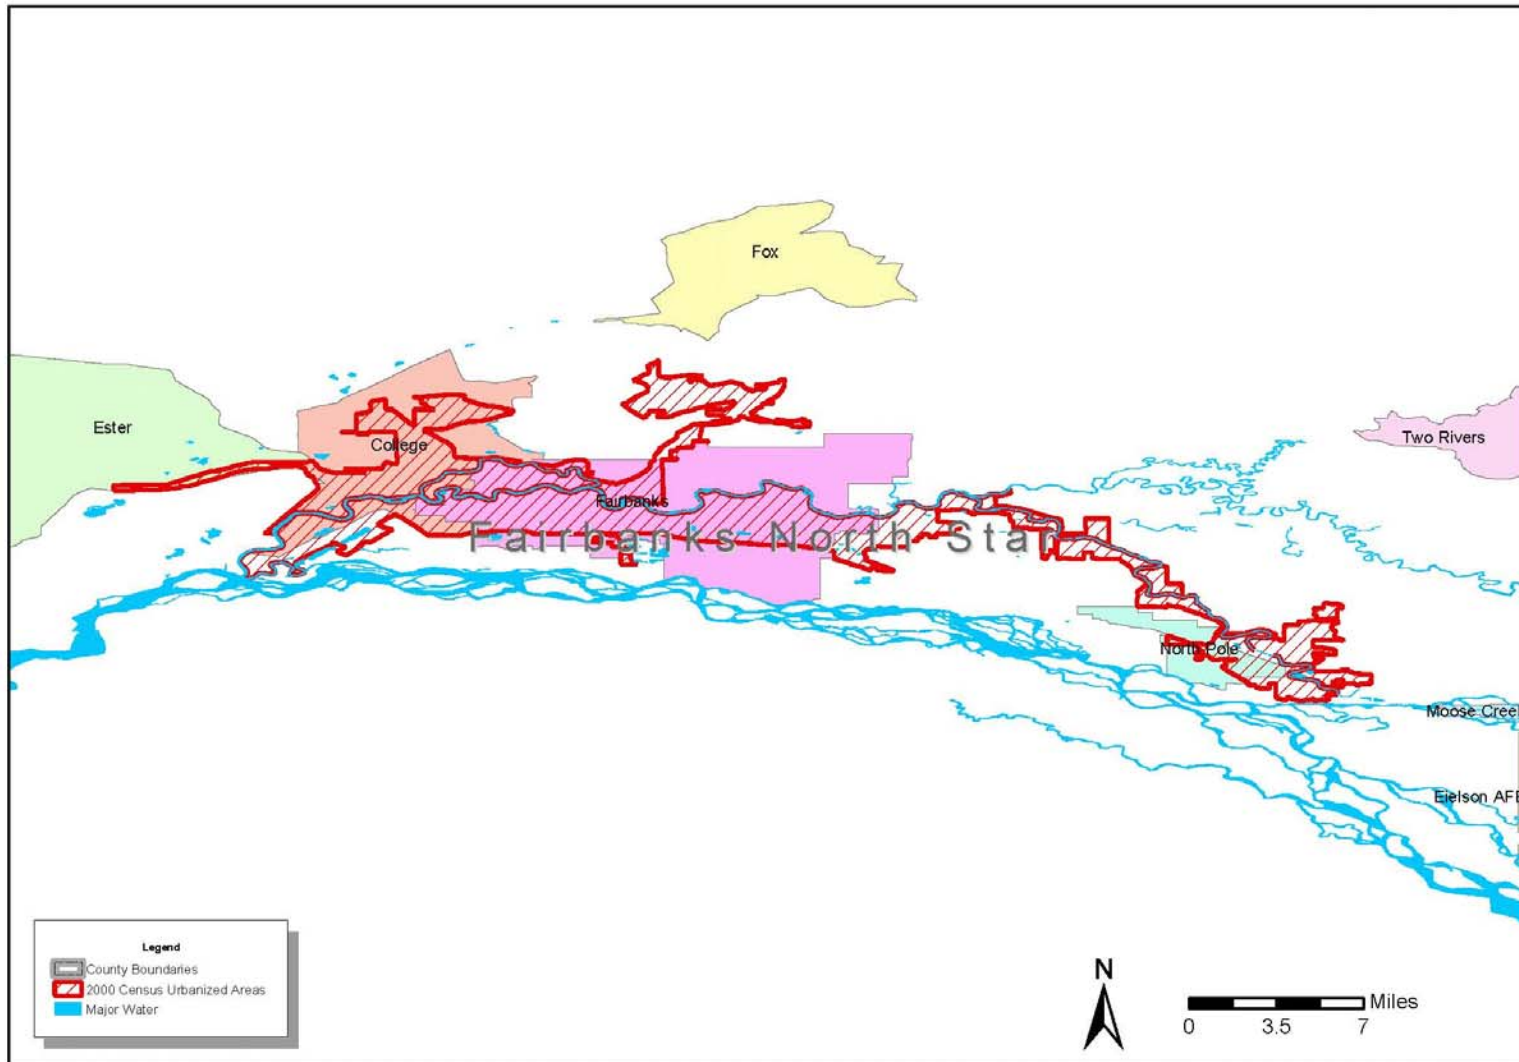 Fox
Ester
College
Two Rivers
Fairbanks
Fairbanks North Star
North Pole
Moose Creek
Eielson AFB
Legend
County Boundaries
2000 Census Urbanized Areas
Major Water
N
Miles
0 3.5 7